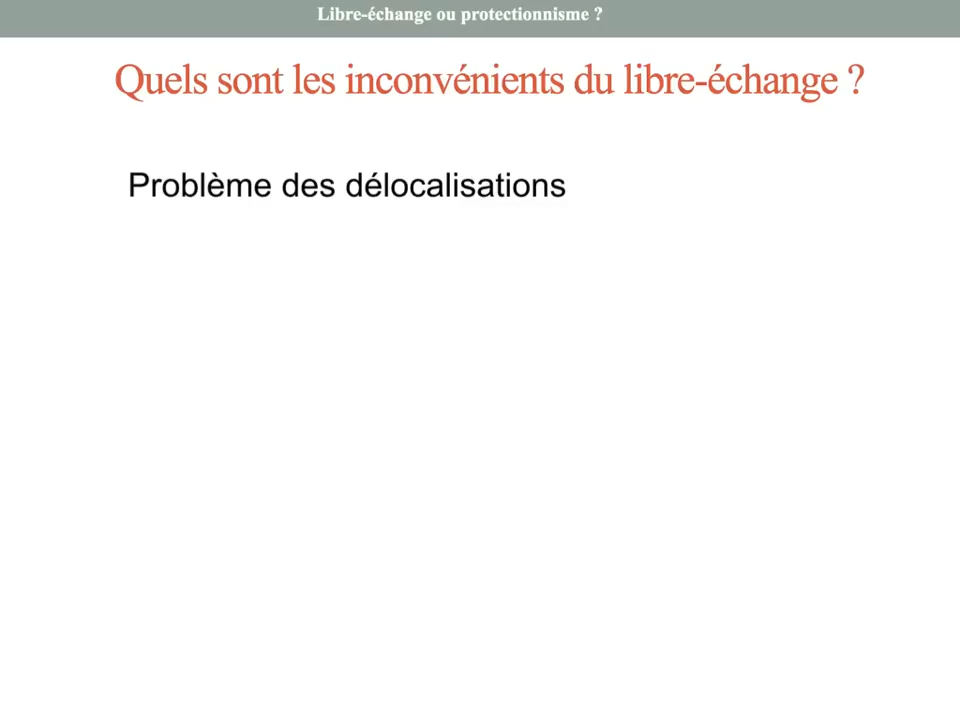 Libre-échange ou protectionnisme ?
Quels sont les inconvénients du libre-échange ?
Problème des délocalisations